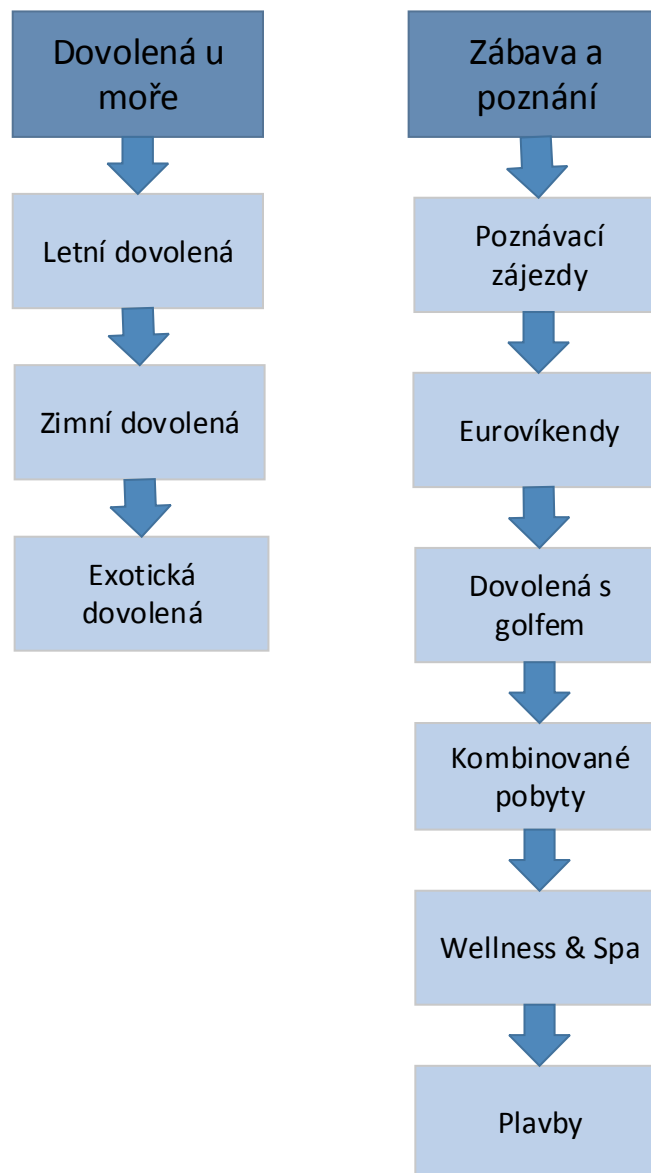 Dovolená u
moře
Letní dovolená
Zimní dovolená
Exotická
dovolená
Zábava a
poznání
Poznávací
zájezdy
Eurovíkendy
Dovolená s
golfem
Kombinované
pobyty
Wellness & Spa
Plavby